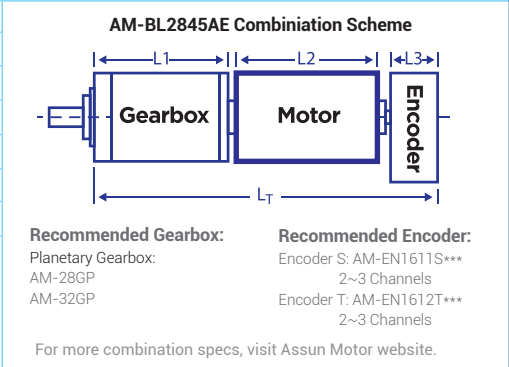 AM-BL2845AE Combiniation Scheme
L1
L2
L3
Gearbox
Motor
Encoder
LT
Recommended Gearbox:
Planetary Gearbox:
AM-28GP
AM-32GP
Recommended Encoder:
Encoder S: AM-EN1611S***
2~3 Channels
Encoder T: AM-EN1612T***
2~3 Channels
For more combination specs, visit Assun Motor website.